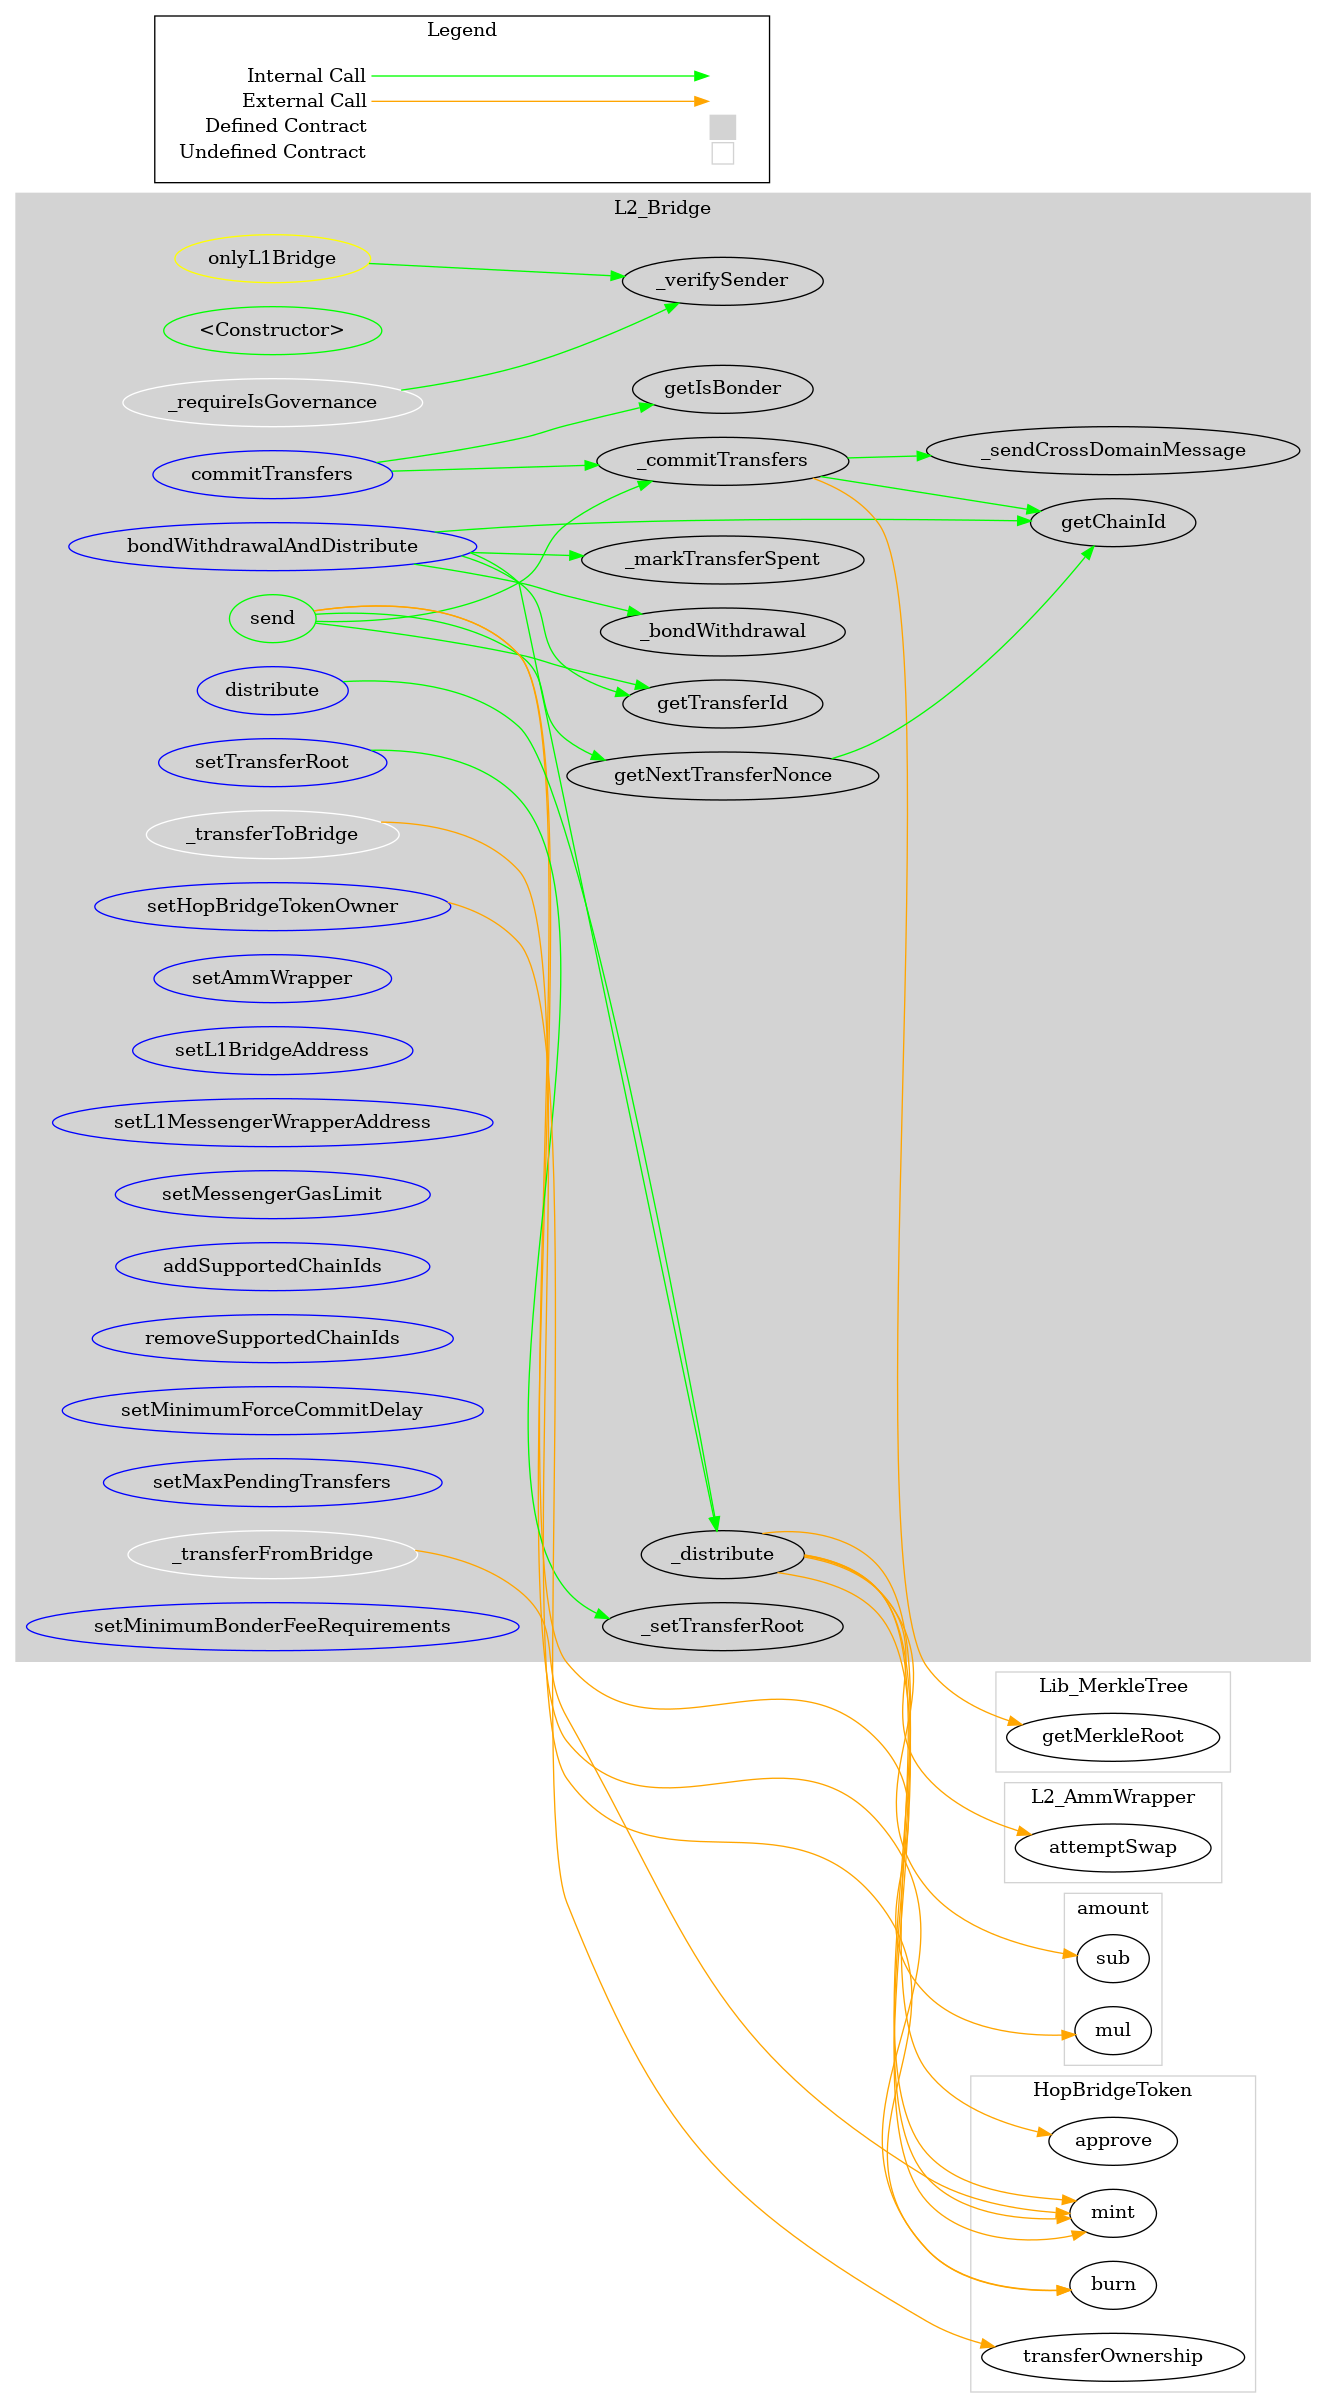 Legend
Internal Call
External Call
Defined Contract
Undefined Contract
L2_Bridge
onlyL1Bridge
_verifySender
<Constructor>
_requireIsGovernance
getIsBonder
commitTransfers
_commitTransfers
_sendCrossDomainMessage
getChainId
bondWithdrawalAndDistribute
_markTransferSpent
send
_bondWithdrawal
distribute
getTransferId
setTransferRoot
getNextTransferNonce
_transferToBridge
setHopBridgeTokenOwner
setAmmWrapper
setL1BridgeAddress
setL1MessengerWrapperAddress
setMessengerGasLimit
addSupportedChainIds
removeSupportedChainIds
setMinimumForceCommitDelay
setMaxPendingTransfers
_transferFromBridge
_distribute
setMinimumBonderFeeRequirements
_setTransferRoot
Lib_MerkleTree
getMerkleRoot
L2_AmmWrapper
attemptSwap
amount
sub
mul
HopBridgeToken
approve
mint
burn
transferOwnership